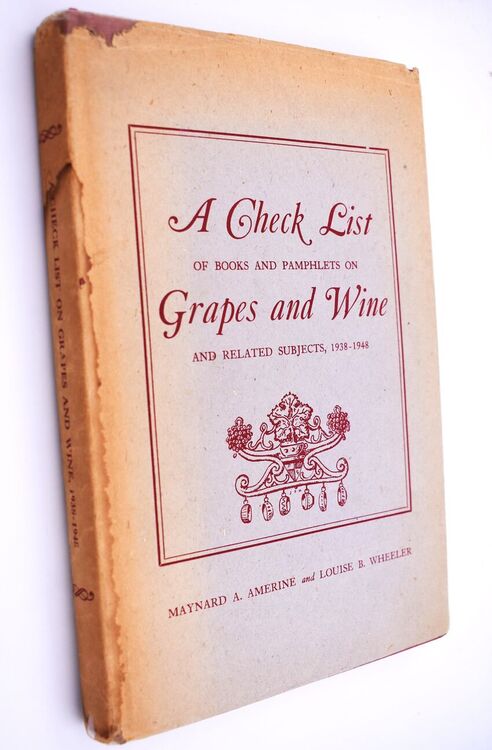 A Check List
OF BOOKS AND PAMPHLETS ON
Grapes and Wine
AND RELATED SUBJECTS, 1938-1948
MAYNARD A. AMERINE and LOUISE B. WHEELER
CHECK LIST ON GRAPES AND WINE, 1938-1948